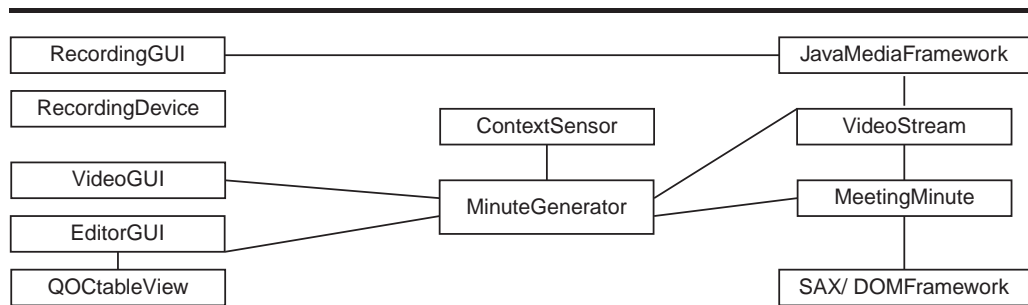 RecordingGUI
JavaMediaFramework
RecordingDevice
ContextSensor
VideoStream
VideoGUI
MinuteGenerator
MeetingMinute
EditorGUI
QOCtableView
SAX/ DOMFramework